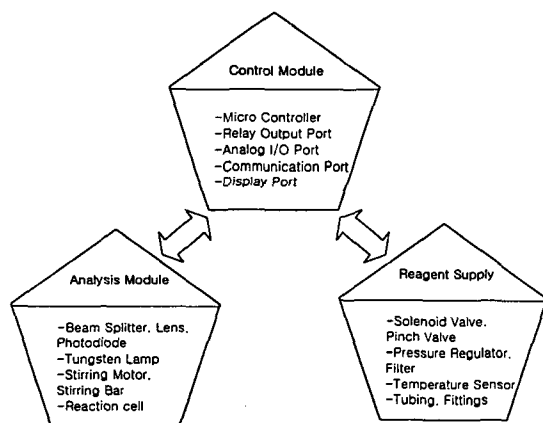 Control Module
-Micro Controller
-Relay Output Port
-Analog I/O Port
-Communication Port
-Display Port
Analysis Module
-Beam Splitter, Lens,
Photodiode
-Tungsten Lamp
-Stirring Motor,
Stirring Bar
-Reaction cell
Reagent Supply
-Solenoid Valve,
Pinch Valve
-Pressure Regulator,
Filter
-Temperature Sensor
-Tubing, Fittings